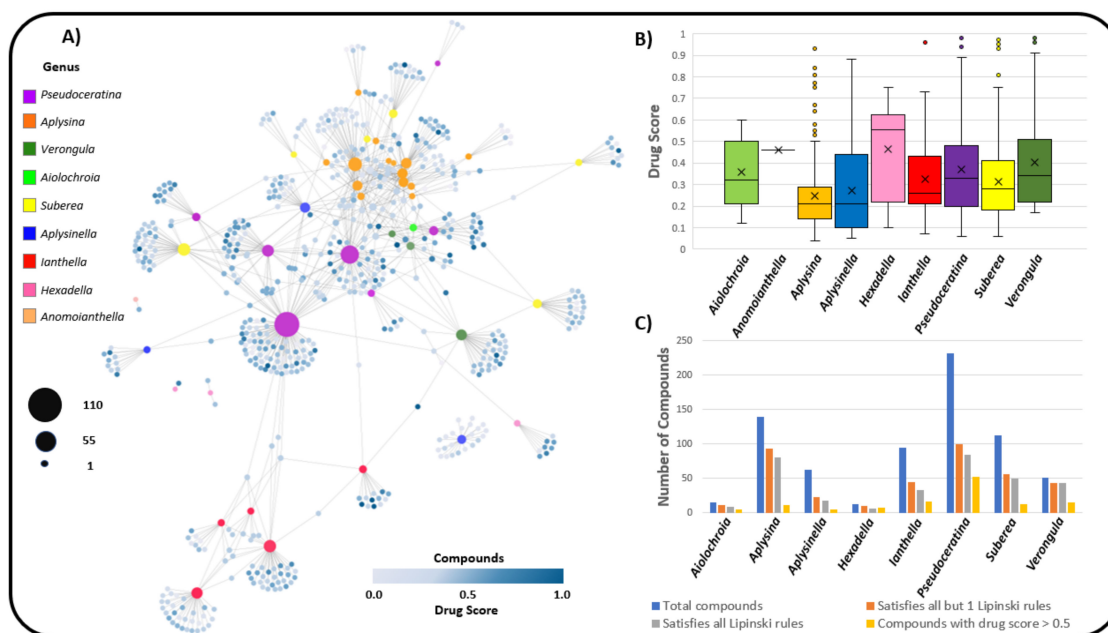 A)
Genus
Pseudoceratina
Aplysina
Verongula
Aiolochroia
Suberea
Aplysinella
Ianthella
Hexadella
Anomoianthella
110
55
1
Compounds
0.0
0.5
1.0
Drug Score
B)
Drug Score
1
0.9
0.8
0.7
0.6
0.5
0.4
0.3
0.2
0.1
0
Aiolochroia
Anomoianthella
Aplysina
Aplysinella
Hexadella
Ianthella
Pseudoceratina
Suberea
Verongula
C)
Number of Compounds
250
200
150
100
50
0
Aiolochroia
Aplysina
Aplysinella
Hexadella
Ianthella
Pseudoceratina
Suberea
Verongula
Total compounds
Satisfies all but 1 Lipinski rules
Satisfies all Lipinski rules
Compounds with drug score > 0.5